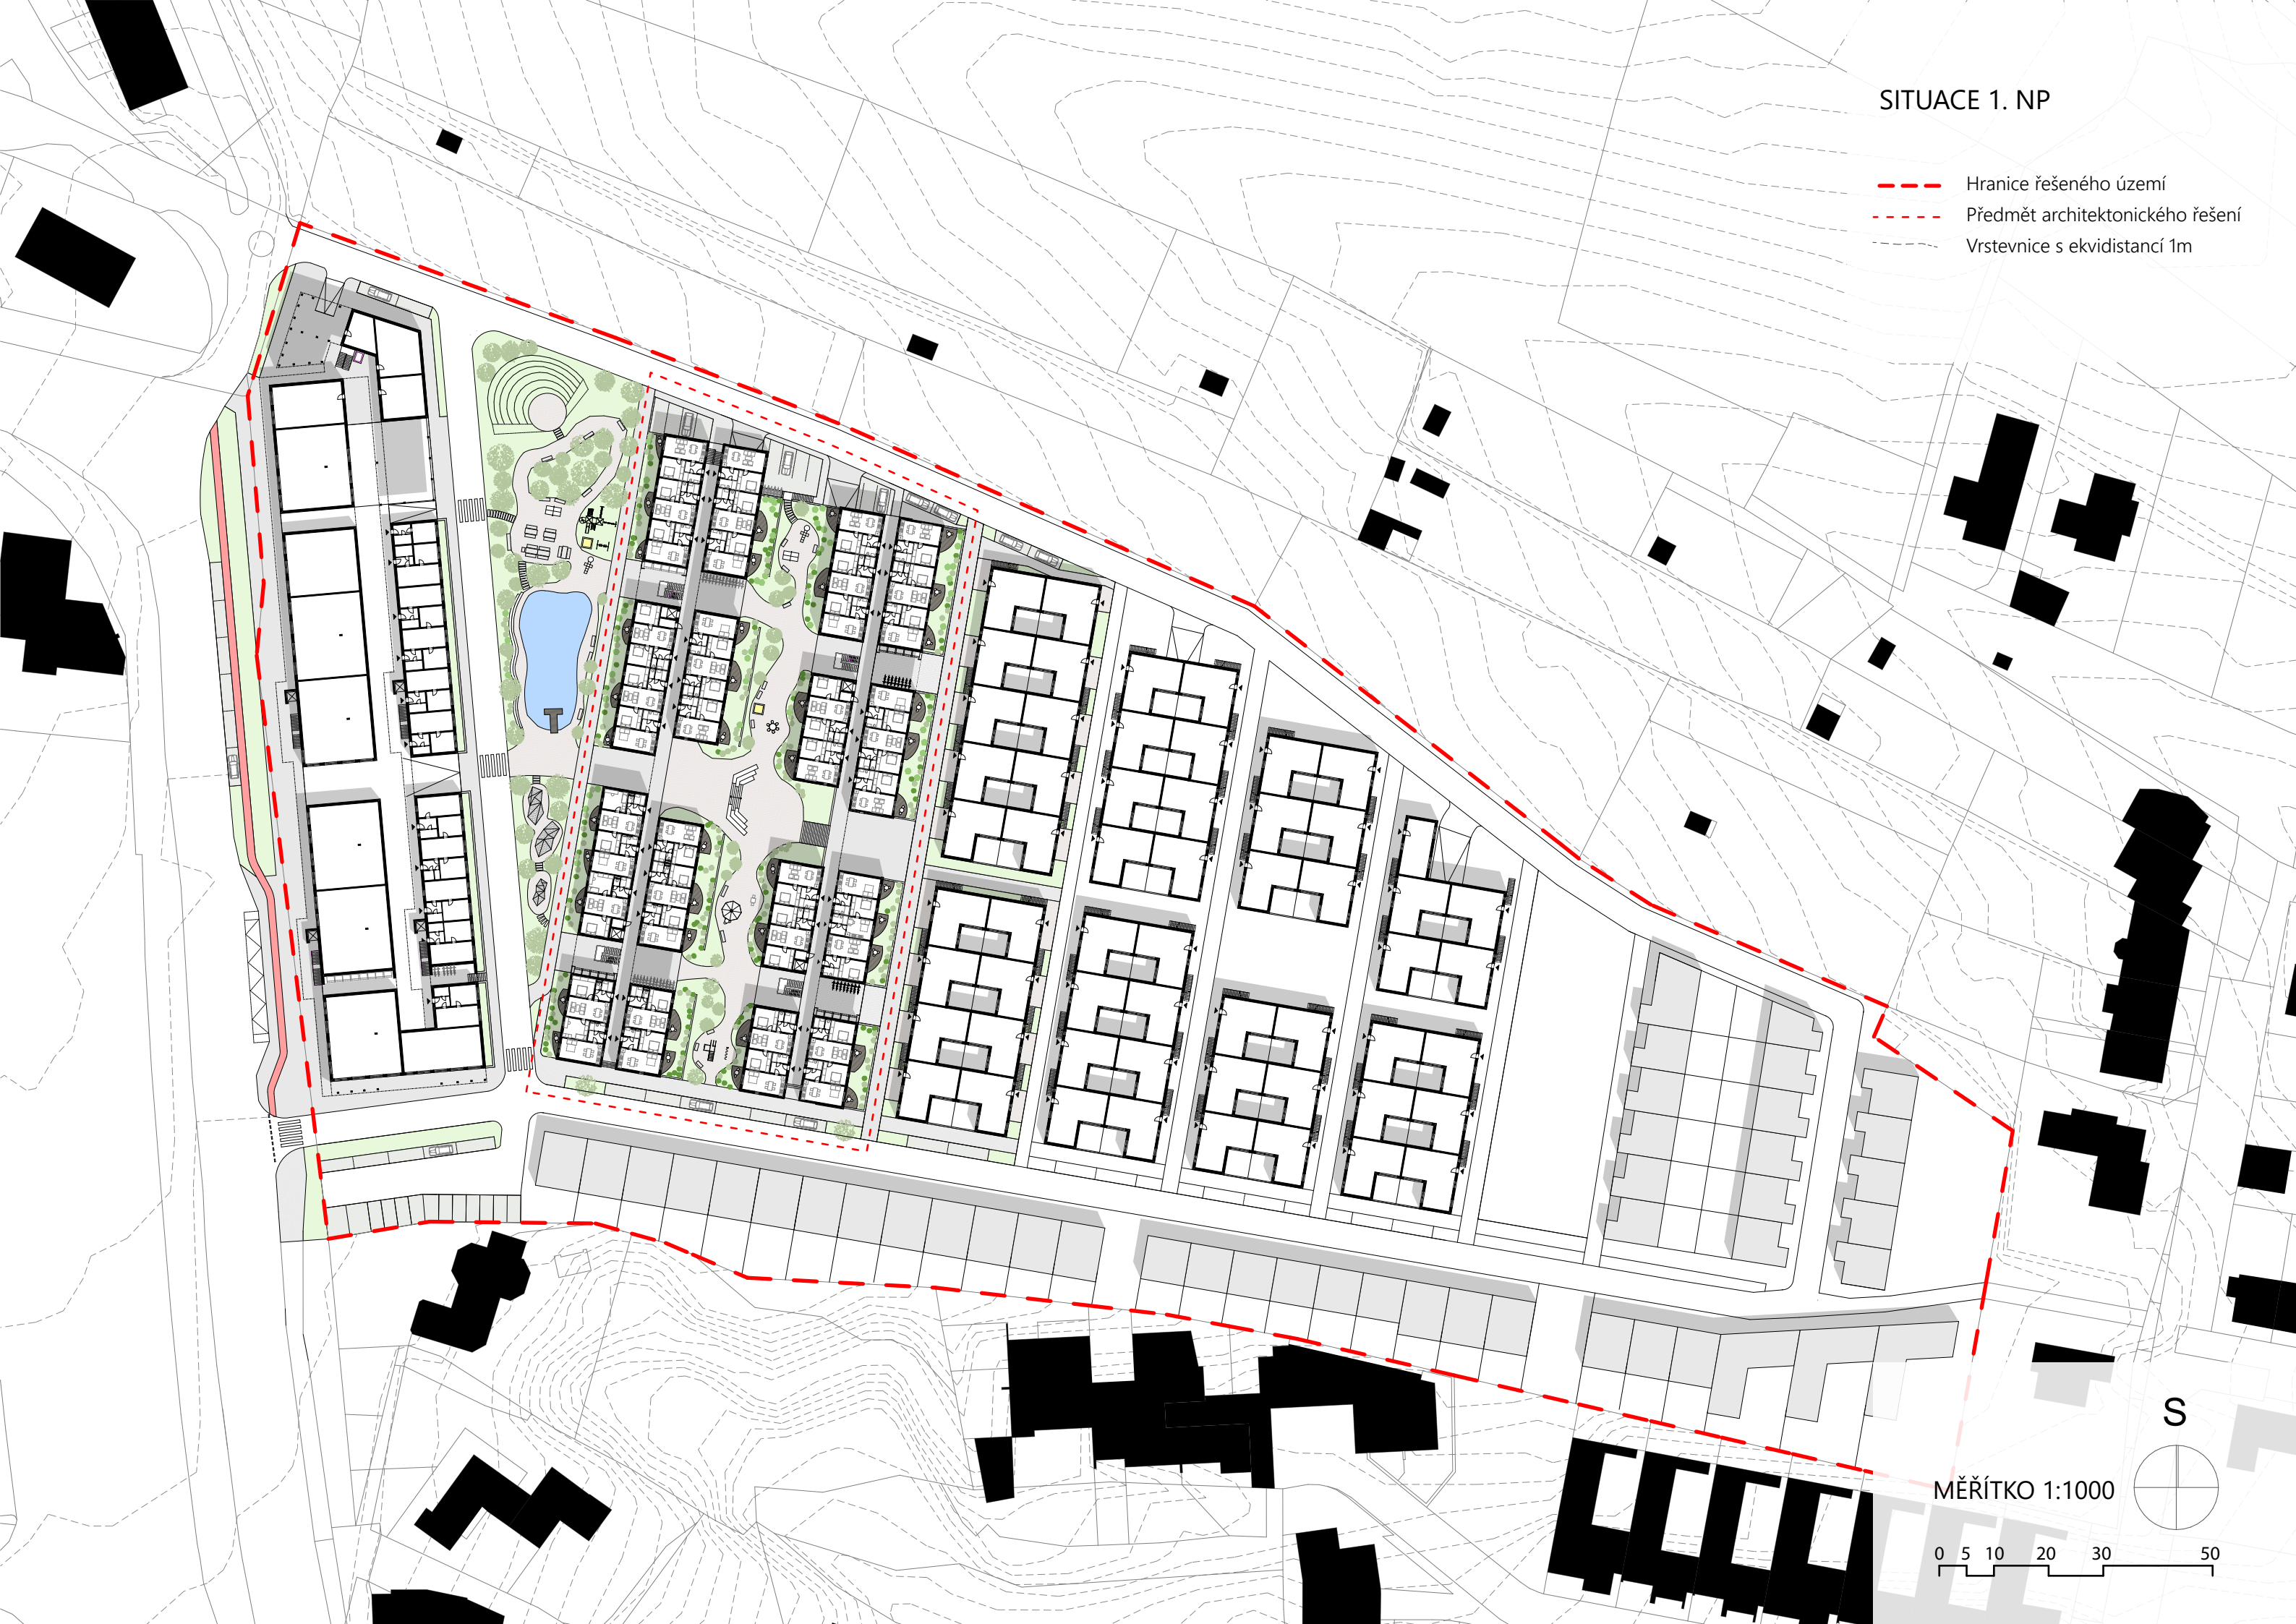 SITUACE 1. NP
Hranice řešeného území
Předmět architektonického řešení
Vrstevnice s ekvidistancí 1m
S
MĚŘÍTKO 1:1000
0 5 10 20 30 50